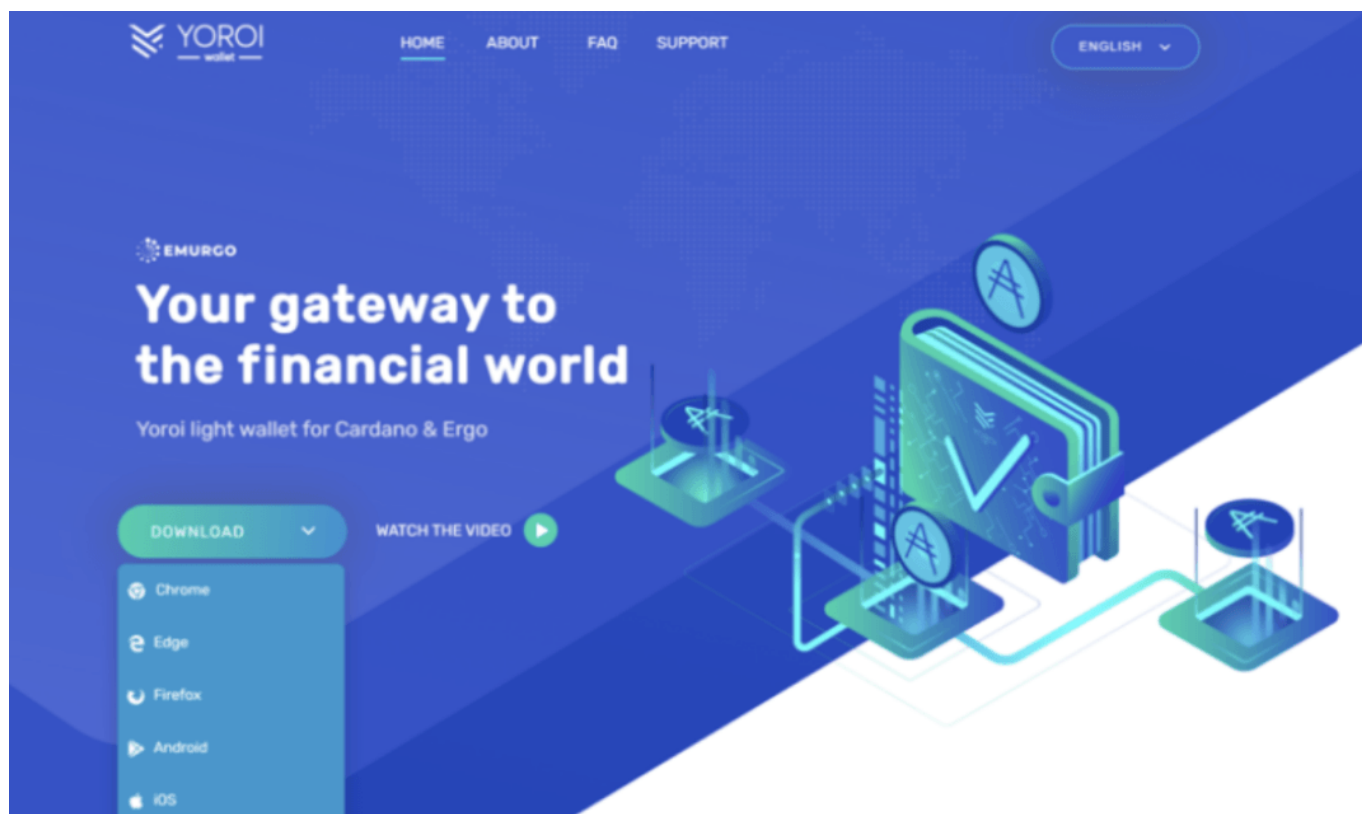 YOROI
wallet
HOME ABOUT FAQ SUPPORT
ENGLISH
EMURGO
Your gateway to
the financial world
Yoroi light wallet for Cardano & Ergo
DOWNLOAD
WATCH THE VIDEO
Chrome
Edge
Firefox
Android
iOS